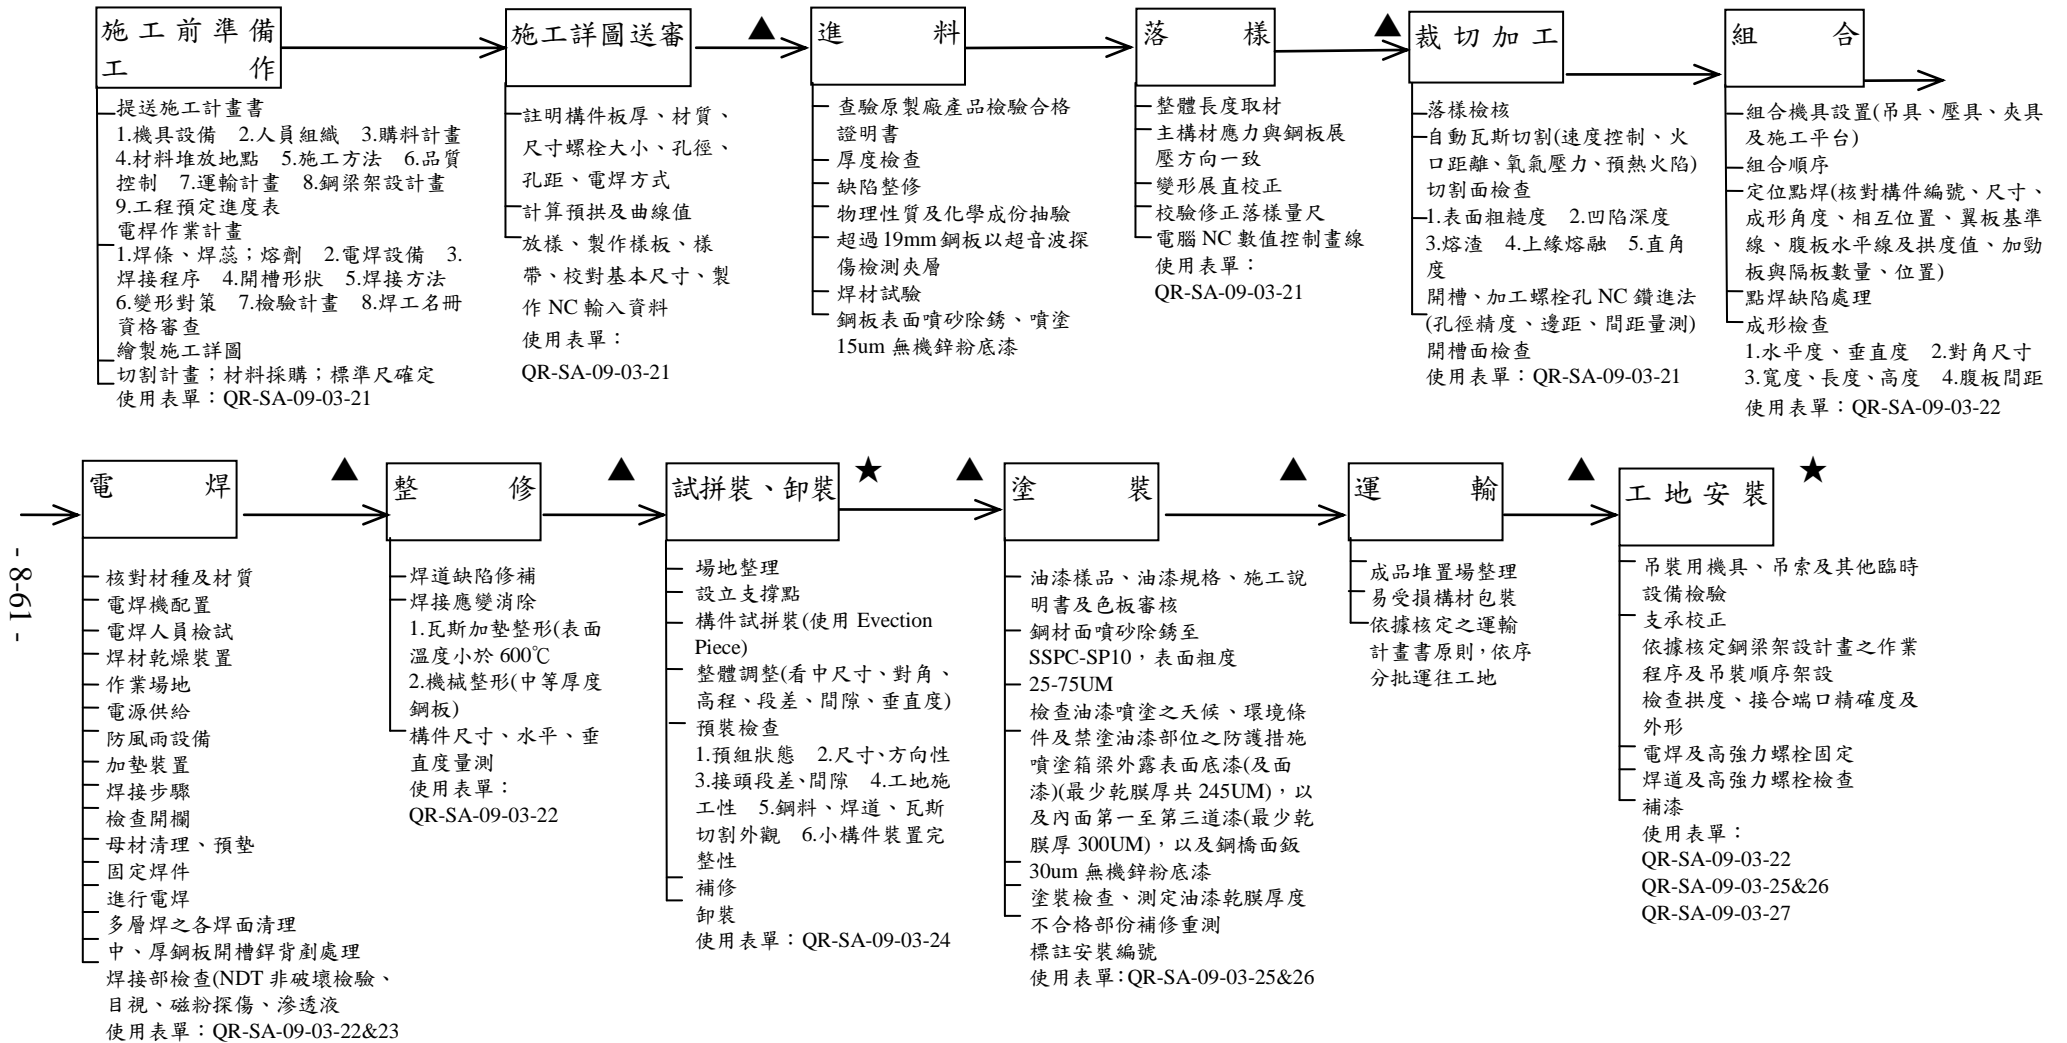 施工前準備
工作
提送施工計畫書
1.機具設備 2.人員組織 3.購料計畫
4.材料堆放地點 5.施工方法 6.品質
控制 7.運輸計畫 8.鋼梁架設計畫
9.工程預定進度表
電桿作業計畫
1.焊條、焊蕊；熔劑 2.電焊設備 3.
焊接程序 4.開槽形狀 5.焊接方法
6.變形對策 7.檢驗計畫 8.焊工名冊
資格審查
繪製施工詳圖
切割計畫；材料採購；標準尺確定
使用表單：QR-SA-09-03-21
施工詳圖送審
註明構件板厚、材質、
尺寸螺栓大小、孔徑、
孔距、電焊方式
計算預拱及曲線值
放樣、製作樣板、樣
帶、校對基本尺寸、製
作 NC 輸入資料
使用表單：
QR-SA-09-03-21
▲
進料
查驗原製廠產品檢驗合格
證明書
厚度檢查
缺陷整修
物理性質及化學成份抽驗
超過 19mm 鋼板以超音波探
傷檢測夾層
焊材試驗
鋼板表面噴砂除銹、噴塗
15um 無機鋅粉底漆
落樣
整體長度取材
主構材應力與鋼板展
壓方向一致
變形展直校正
校驗修正落樣量尺
電腦 NC 數值控制畫線
使用表單：
QR-SA-09-03-21
▲
裁切加工
落樣檢核
自動瓦斯切割(速度控制、火
口距離、氧氣壓力、預熱火陷)
切割面檢查
1.表面粗糙度 2.凹陷深度
3.熔渣 4.上緣熔融 5.直角
度
開槽、加工螺栓孔 NC 鑽進法
(孔徑精度、邊距、間距量測)
開槽面檢查
使用表單：QR-SA-09-03-21
組合
組合機具設置(吊具、壓具、夾具
及施工平台)
組合順序
定位點焊(核對構件編號、尺寸、
成形角度、相互位置、翼板基準
線、腹板水平線及拱度值、加勁
板與隔板數量、位置)
點焊缺陷處理
成形檢查
1.水平度、垂直度 2.對角尺寸
3.寬度、長度、高度 4.腹板間距
使用表單：QR-SA-09-03-22
電焊
核對材種及材質
電焊機配置
電焊人員檢試
焊材乾燥裝置
作業場地
電源供給
防風雨設備
加墊裝置
焊接步驟
檢查開欄
母材清理、預墊
固定焊件
進行電焊
多層焊之各焊面清理
中、厚鋼板開槽銲背剷處理
焊接部檢查(NDT 非破壞檢驗、
目視、磁粉探傷、滲透液
使用表單：QR-SA-09-03-22&23
▲
整修
焊道缺陷修補
焊接應變消除
1.瓦斯加墊整形(表面
溫度小於 600℃
2.機械整形(中等厚度
鋼板)
構件尺寸、水平、垂
直度量測
使用表單：
QR-SA-09-03-22
▲
試拼裝、卸裝
★
場地整理
設立支撐點
構件試拼裝(使用 Evection
Piece)
整體調整(看中尺寸、對角、
高程、段差、間隙、垂直度)
預裝檢查
1.預組狀態 2.尺寸、方向性
3.接頭段差、間隙 4.工地施
工性 5.鋼料、焊道、瓦斯
切割外觀 6.小構件裝置完
整性
補修
卸裝
使用表單：QR-SA-09-03-24
▲
塗裝
油漆樣品、油漆規格、施工說
明書及色板審核
鋼材面噴砂除銹至
SSPC-SP10，表面粗度
25-75UM
檢查油漆噴塗之天候、環境條
件及禁塗油漆部位之防護措施
噴塗箱梁外露表面底漆(及面
漆)(最少乾膜厚共 245UM)，以
及內面第一至第三道漆(最少乾
膜厚 300UM)，以及鋼橋面鈑
30um 無機鋅粉底漆
塗裝檢查、測定油漆乾膜厚度
不合格部份補修重測
標註安裝編號
使用表單：QR-SA-09-03-25&26
▲
運輸
成品堆置場整理
易受損構材包裝
依據核定之運輸
計畫書原則，依序
分批運往工地
▲
工地安裝
★
吊裝用機具、吊索及其他臨時
設備檢驗
支承校正
依據核定鋼梁架設計畫之作業
程序及吊裝順序架設
檢查拱度、接合端口精確度及
外形
電焊及高強力螺栓固定
焊道及高強力螺栓檢查
補漆
使用表單：
QR-SA-09-03-22
QR-SA-09-03-25&26
QR-SA-09-03-27
- 8-61 -